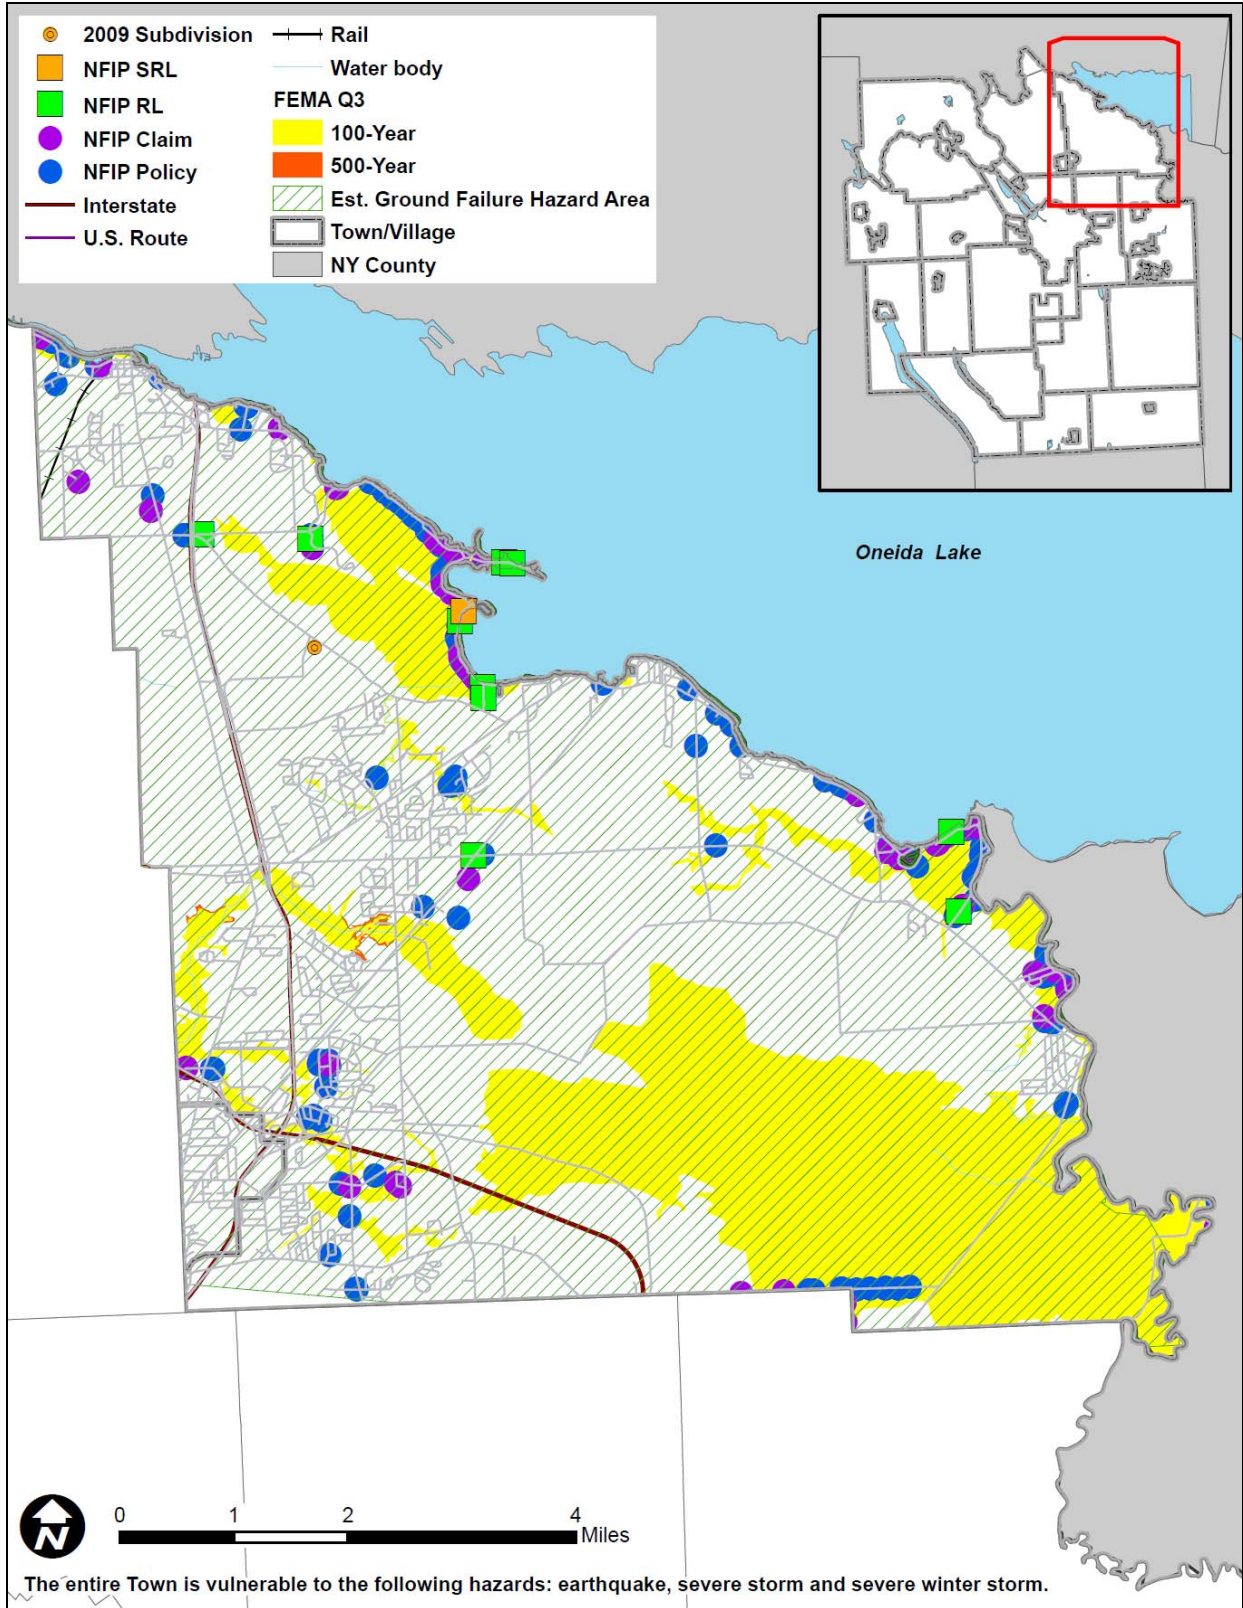 2009 Subdivision
NFIP SRL
NFIP RL
NFIP Claim
NFIP Policy
Interstate
U.S. Route
Rail
Water body
FEMA Q3
100-Year
500-Year
Est. Ground Failure Hazard Area
Town/Village
NY County
Oneida Lake
N
0 1 2 4
Miles
The entire Town is vulnerable to the following hazards: earthquake, severe storm and severe winter storm.